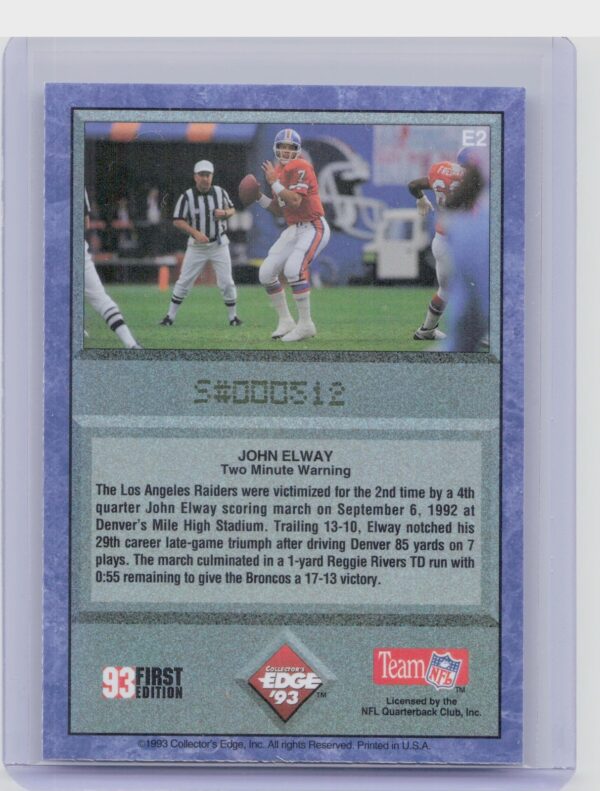 E2
7
S#000512
JOHN ELWAY
Two Minute Warning
The Los Angeles Raiders were victimized for the 2nd time by a 4th
quarter John Elway scoring march on September 6, 1992 at
Denver's Mile High Stadium. Trailing 13-10, Elway notched his
29th career late-game triumph after driving Denver 85 yards on 7
plays. The march culminated in a 1-yard Reggie Rivers TD run with
0:55 remaining to give the Broncos a 17-13 victory.
93 FIRST
EDITION
COLLECTOR'S
EDGE
'93 ™
Team NFL ™
Licensed by the
NFL Quarterback Club, Inc.
©1993 Collector's Edge, Inc. All rights Reserved. Printed in U.S.A.